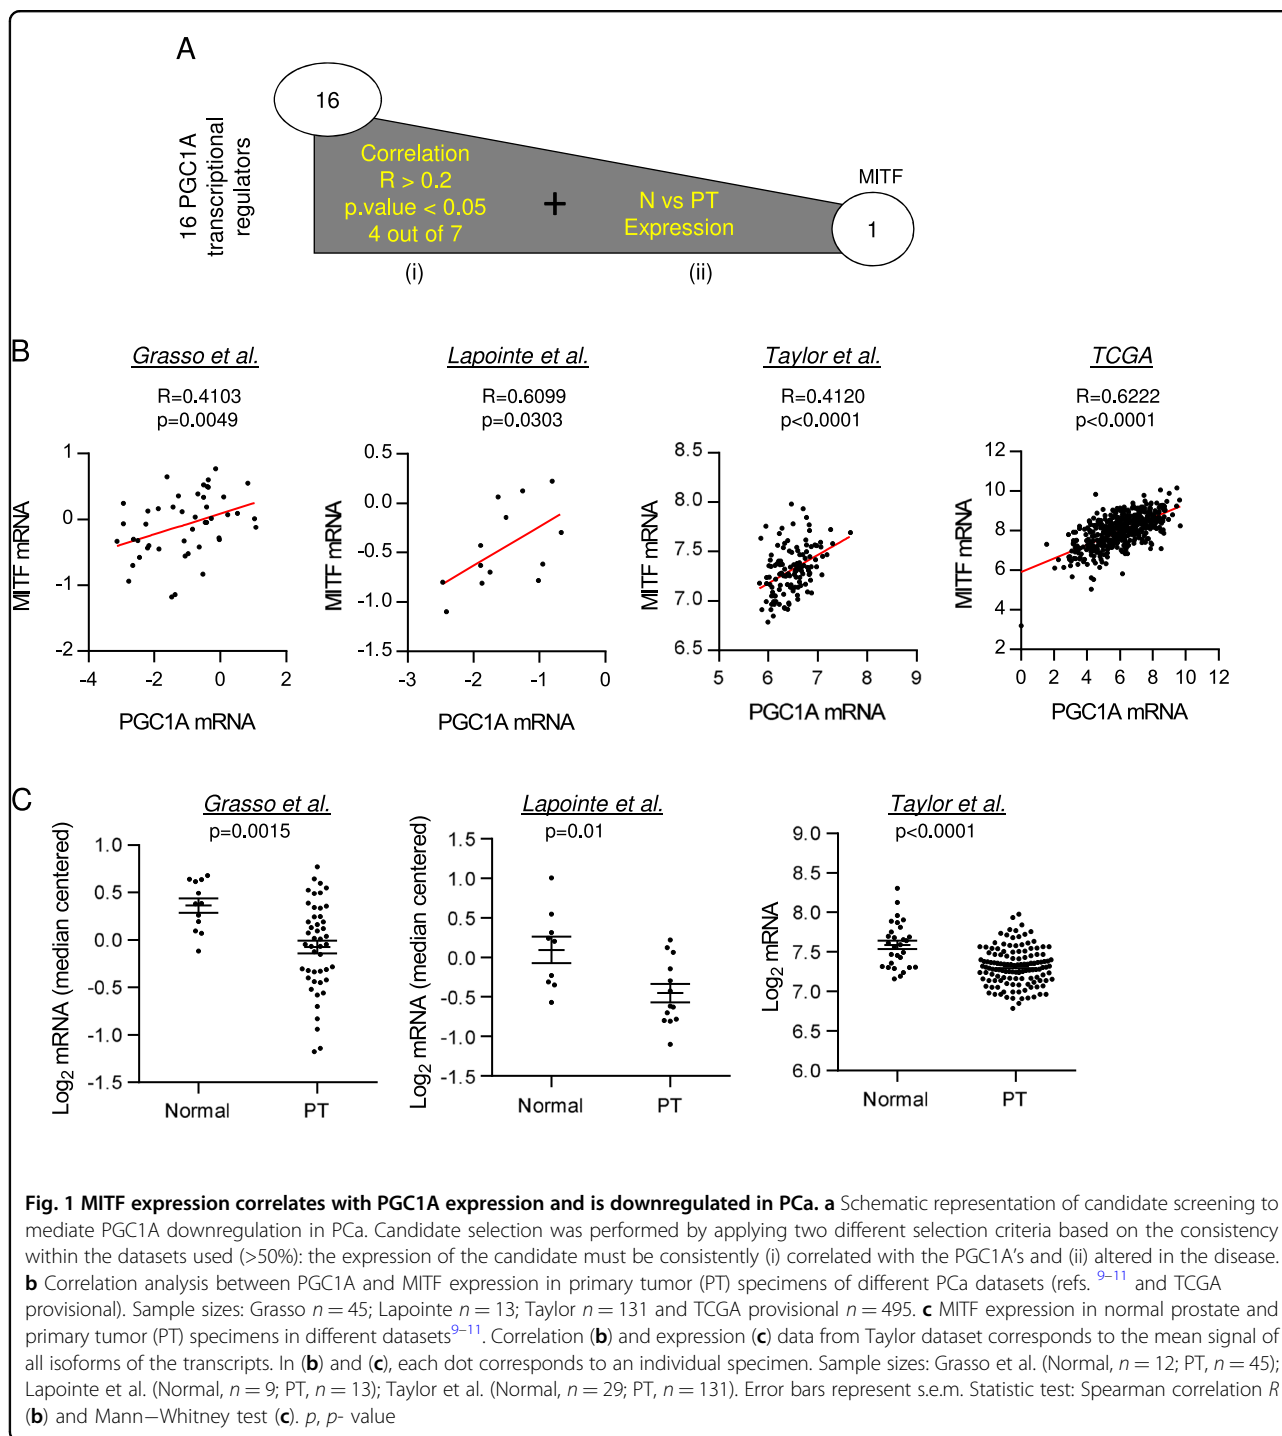 A
16
16 PGC1A
transcriptional
regulators
Correlation
R > 0.2
p.value < 0.05
4 out of 7
+
N vs PT
Expression
MITF
1
(i)
(ii)
B
Grasso et al.
R=0.4103
p=0.0049
MITF mRNA
1
0
-1
-2
-4
-2
0
2
PGC1A mRNA
Lapointe et al.
R=0.6099
p=0.0303
MITF mRNA
0.5
0.0
-0.5
-1.0
-1.5
-3
-2
-1
0
PGC1A mRNA
Taylor et al.
R=0.4120
p<0.0001
MITF mRNA
8.5
8.0
7.5
7.0
6.5
5
6
7
8
9
PGC1A mRNA
TCGA
R=0.6222
p<0.0001
MITF mRNA
12
10
8
6
4
2
0
2
4
6
8
10
12
PGC1A mRNA
C
Grasso et al.
p=0.0015
Log2 mRNA (median centered)
1.0
0.5
0.0
-0.5
-1.0
-1.5
Normal
PT
Lapointe et al.
p=0.01
Log2 mRNA (median centered)
1.5
1.0
0.5
0.0
-0.5
-1.0
-1.5
Normal
PT
Taylor et al.
p<0.0001
Log2 mRNA
9.0
8.5
8.0
7.5
7.0
6.5
6.0
Normal
PT
Fig. 1 MITF expression correlates with PGC1A expression and is downregulated in PCa. a Schematic representation of candidate screening to
mediate PGC1A downregulation in PCa. Candidate selection was performed by applying two different selection criteria based on the consistency
within the datasets used (>50%): the expression of the candidate must be consistently (i) correlated with the PGC1A's and (ii) altered in the disease.
b Correlation analysis between PGC1A and MITF expression in primary tumor (PT) specimens of different PCa datasets (refs. 9–11 and TCGA
provisional). Sample sizes: Grasso n = 45; Lapointe n = 13; Taylor n = 131 and TCGA provisional n = 495. c MITF expression in normal prostate and
primary tumor (PT) specimens in different datasets9–11. Correlation (b) and expression (c) data from Taylor dataset corresponds to the mean signal of
all isoforms of the transcripts. In (b) and (c), each dot corresponds to an individual specimen. Sample sizes: Grasso et al. (Normal, n = 12; PT, n = 45);
Lapointe et al. (Normal, n = 9; PT, n = 13); Taylor et al. (Normal, n = 29; PT, n = 131). Error bars represent s.e.m. Statistic test: Spearman correlation R
(b) and Mann−Whitney test (c). p, p- value